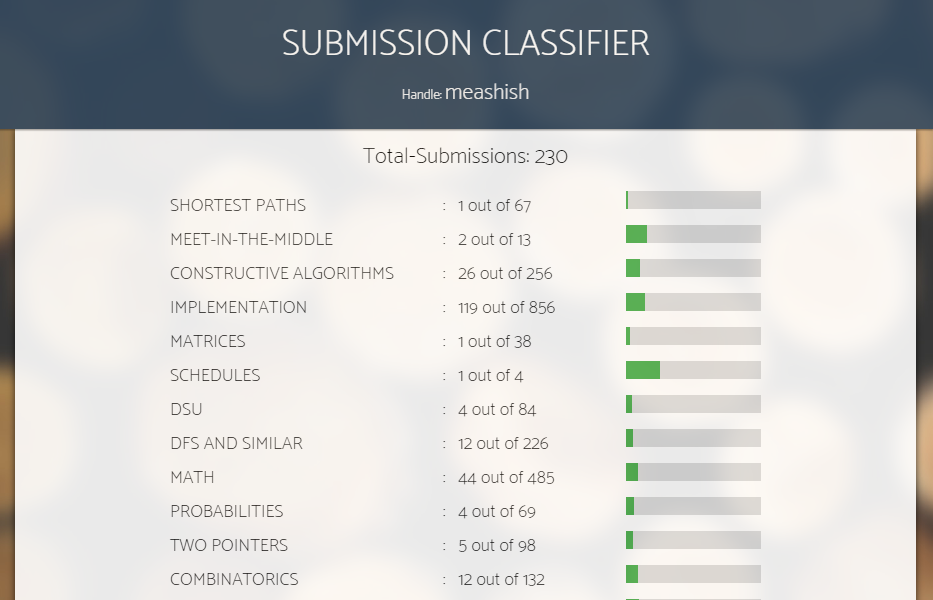 SUBMISSION CLASSIFIER
Handle: meashish
Total-Submissions: 230
SHORTEST PATHS : 1 out of 67
MEET-IN-THE-MIDDLE : 2 out of 13
CONSTRUCTIVE ALGORITHMS : 26 out of 256
IMPLEMENTATION : 119 out of 856
MATRICES : 1 out of 38
SCHEDULES : 1 out of 4
DSU : 4 out of 84
DFS AND SIMILAR : 12 out of 226
MATH : 44 out of 485
PROBABILITIES : 4 out of 69
TWO POINTERS : 5 out of 98
COMBINATORICS : 12 out of 132